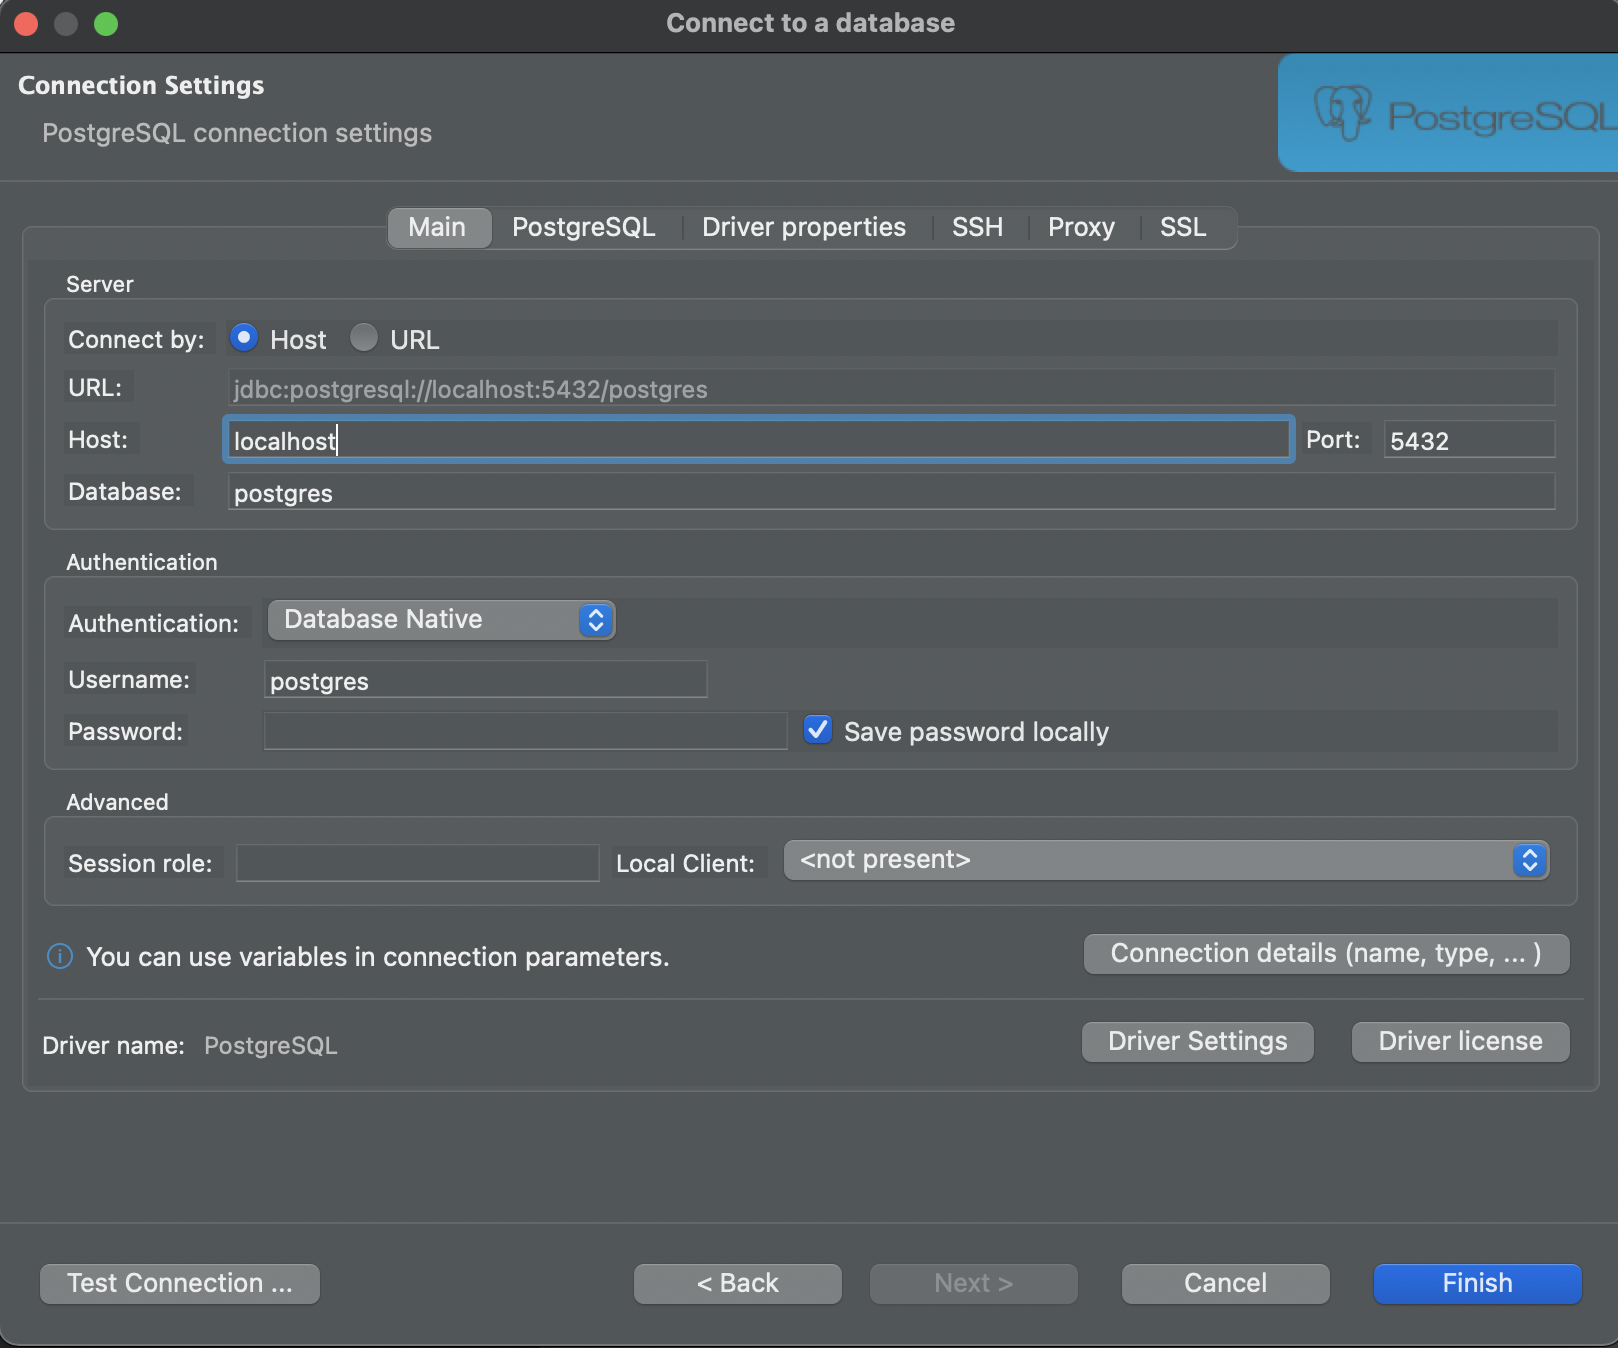 Connect to a database
Connection Settings
PostgreSQL connection settings
PostgreSQL
Main PostgreSQL Driver properties SSH Proxy SSL
Server
Connect by: Host URL
URL: jdbc:postgresql://localhost:5432/postgres
Host: localhost Port: 5432
Database: postgres
Authentication
Authentication: Database Native
Username: postgres
Password: Save password locally
Advanced
Session role: Local Client: <not present>
You can use variables in connection parameters. Connection details (name, type, ... )
Driver name: PostgreSQL Driver Settings Driver license
Test Connection ... < Back Next > Cancel Finish